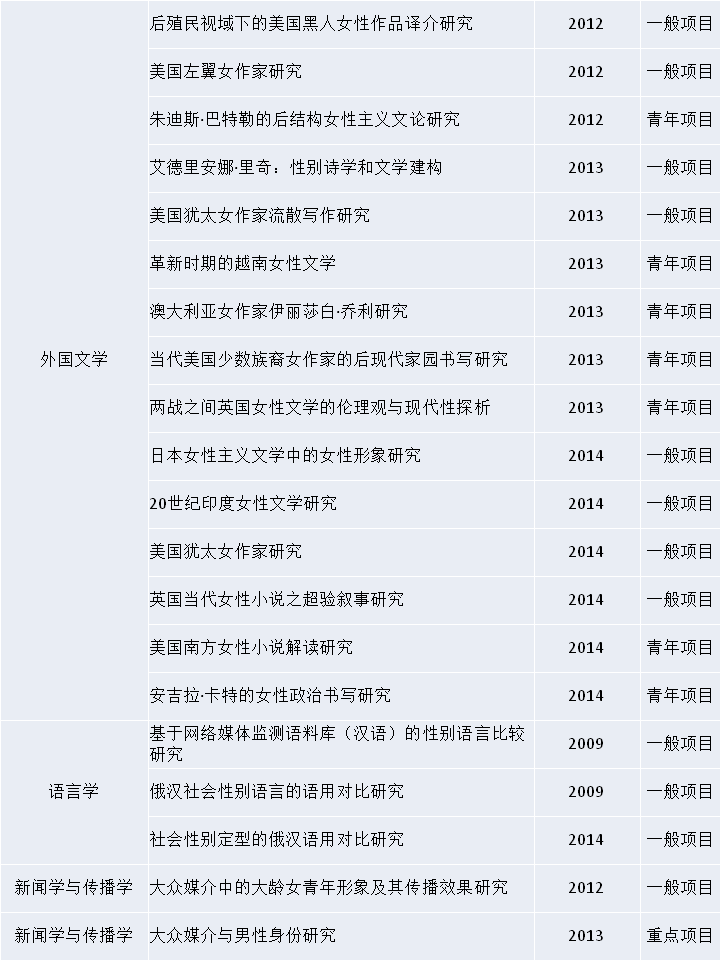 后殖民视域下的美国黑人女性作品译介研究 2012 一般项目
美国左翼女作家研究 2012 一般项目
朱迪斯·巴特勒的后结构女性主义文论研究 2012 青年项目
艾德里安娜·里奇：性别诗学和文学建构 2013 一般项目
美国犹太女作家流散写作研究 2013 一般项目
革新时期的越南女性文学 2013 青年项目
澳大利亚女作家伊丽莎白·乔利研究 2013 青年项目
外国文学 当代美国少数族裔女作家的后现代家园书写研究 2013 青年项目
两战之间英国女性文学的伦理观与现代性探析 2013 青年项目
日本女性主义文学中的女性形象研究 2014 一般项目
20世纪印度女性文学研究 2014 一般项目
美国犹太女作家研究 2014 一般项目
英国当代女性小说之超验叙事研究 2014 一般项目
美国南方女性小说解读研究 2014 青年项目
安吉拉·卡特的女性政治书写研究 2014 青年项目
基于网络媒体监测语料库（汉语）的性别语言比较
研究 2009 一般项目
语言学 俄汉社会性别语言的语用对比研究 2009 一般项目
社会性别定型的俄汉语用对比研究 2014 一般项目
新闻学与传播学 大众媒介中的大龄女青年形象及其传播效果研究 2012 一般项目
新闻学与传播学 大众媒介与男性身份研究 2013 重点项目